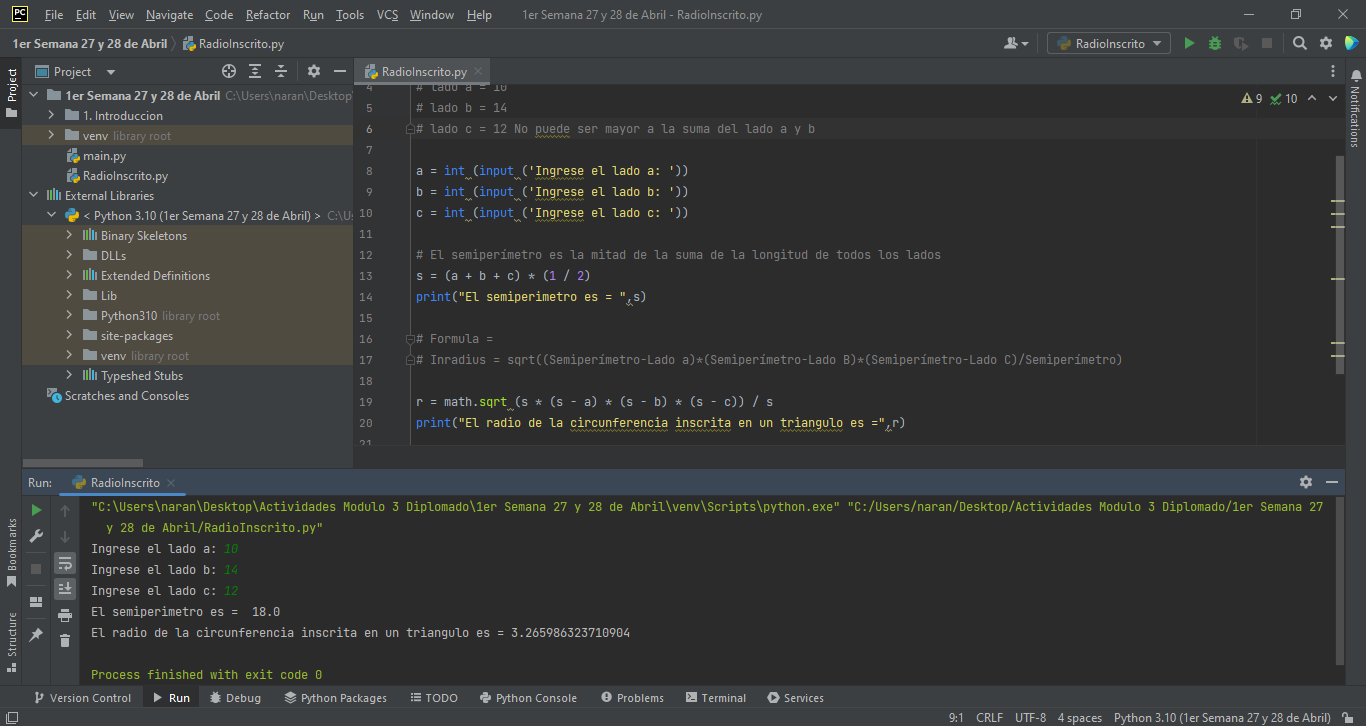 PC File Edit View Navigate Code Refactor Run Tools VCS Window Help 1er Semana 27 y 28 de Abril - RadioInscrito.py
1er Semana 27 y 28 de Abril RadioInscrito.py RadioInscrito
Project
Project
1er Semana 27 y 28 de Abril C:\Users\naran\Desktop
1. Introduccion
venv library root
main.py
RadioInscrito.py
External Libraries
< Python 3.10 (1er Semana 27 y 28 de Abril) > C:\U
Binary Skeletons
DLLs
Extended Definitions
Lib
Python310 library root
site-packages
venv library root
Typeshed Stubs
Scratches and Consoles
RadioInscrito.py
9 10
Notifications
4 # lado a = 10
5 # lado b = 14
6 # lado c = 12 No puede ser mayor a la suma del lado a y b
7
8 a = int (input ('Ingrese el lado a: '))
9 b = int (input ('Ingrese el lado b: '))
10 c = int (input ('Ingrese el lado c: '))
11
12 # El semiperímetro es la mitad de la suma de la longitud de todos los lados
13 s = (a + b + c) * (1 / 2)
14 print("El semiperimetro es = ",s)
15
16 # Formula =
17 # Inradius = sqrt((Semiperímetro-Lado a)*(Semiperímetro-Lado B)*(Semiperímetro-Lado C)/Semiperímetro)
18
19 r = math.sqrt (s * (s - a) * (s - b) * (s - c)) / s
20 print("El radio de la circunferencia inscrita en un triangulo es =",r)
21
Run: RadioInscrito
"C:\Users\naran\Desktop\Actividades Modulo 3 Diplomado\1er Semana 27 y 28 de Abril\venv\Scripts\python.exe" "C:/Users/naran/Desktop/Actividades Modulo 3 Diplomado/1er Semana 27
y 28 de Abril/RadioInscrito.py"
Ingrese el lado a: 10
Ingrese el lado b: 14
Ingrese el lado c: 12
El semiperimetro es =  18.0
El radio de la circunferencia inscrita en un triangulo es = 3.265986323710904
Process finished with exit code 0
Bookmarks
Structure
Version Control Run Debug Python Packages TODO Python Console Problems Terminal Services
9:1 CRLF UTF-8 4 spaces Python 3.10 (1er Semana 27 y 28 de Abril)